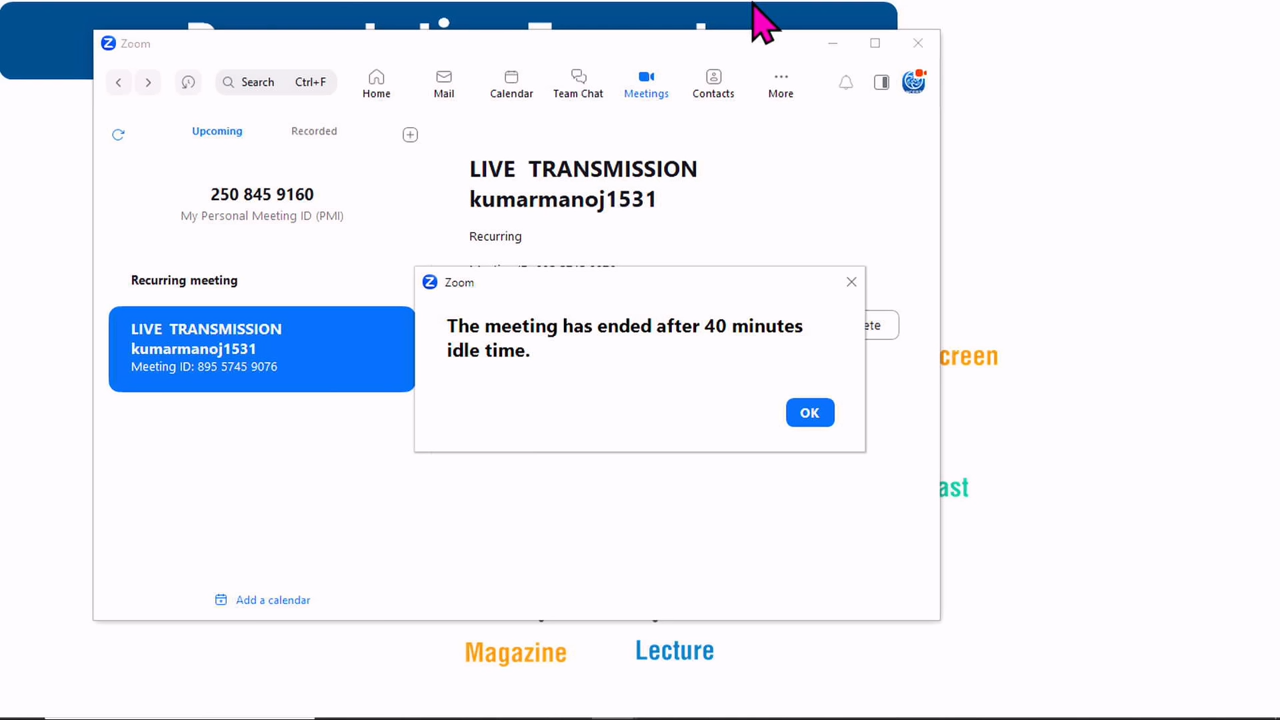 Zoom
Search Ctrl+F
Home
Mail
Calendar
Team Chat
Meetings
Contacts
More
Upcoming
Recorded
250 845 9160
My Personal Meeting ID (PMI)
Recurring meeting
LIVE TRANSMISSION
kumarmanoj1531
Meeting ID: 895 5745 9076
Add a calendar
LIVE TRANSMISSION
kumarmanoj1531
Recurring
Zoom
The meeting has ended after 40 minutes
idle time.
OK
ete
creen
ast
Magazine
Lecture